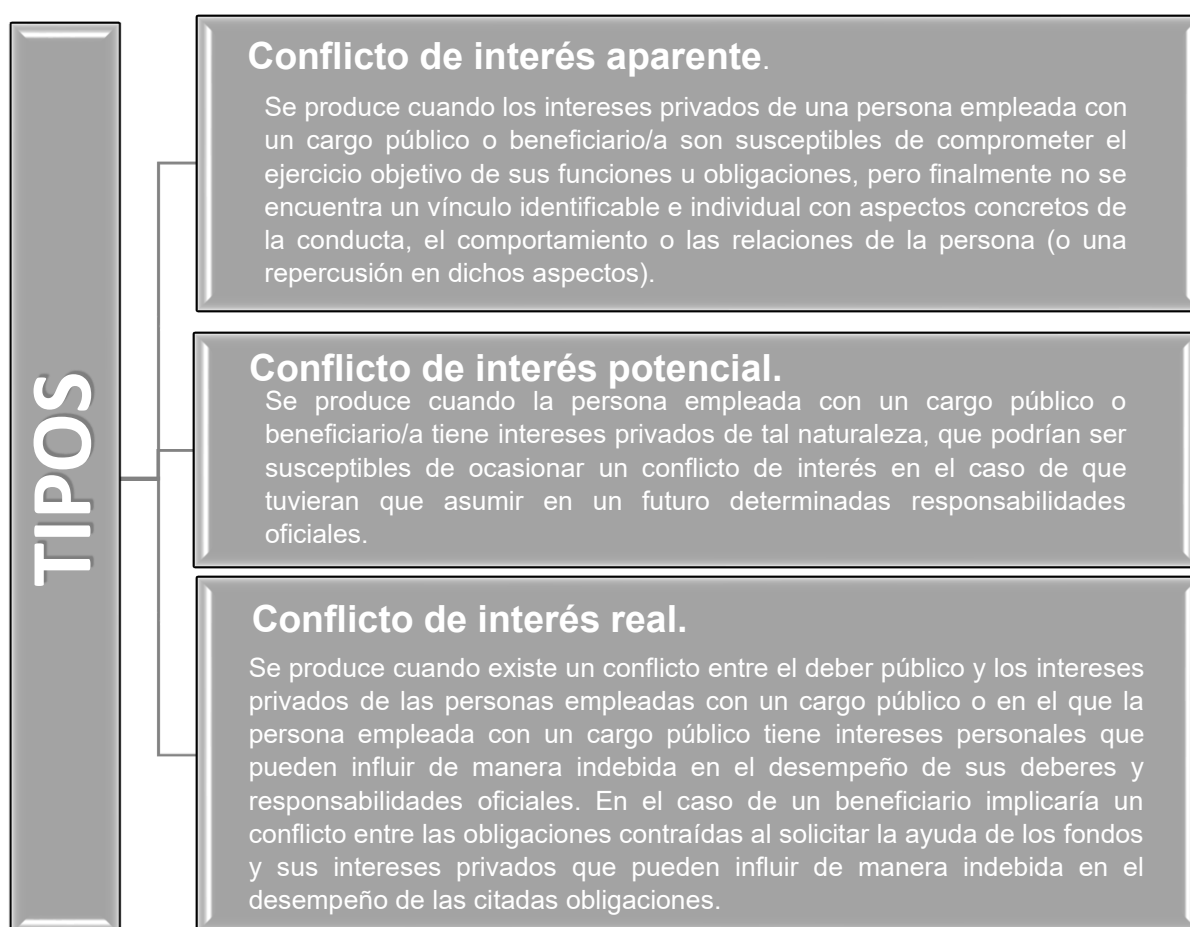 TIPOS
Conflicto de interés aparente.
Se produce cuando los intereses privados de una persona empleada con
un cargo público o beneficiario/a son susceptibles de comprometer el
ejercicio objetivo de sus funciones u obligaciones, pero finalmente no se
encuentra un vínculo identificable e individual con aspectos concretos de
la conducta, el comportamiento o las relaciones de la persona (o una
repercusión en dichos aspectos).
Conflicto de interés potencial.
Se produce cuando la persona empleada con un cargo público o
beneficiario/a tiene intereses privados de tal naturaleza, que podrían ser
susceptibles de ocasionar un conflicto de interés en el caso de que
tuvieran que asumir en un futuro determinadas responsabilidades
oficiales.
Conflicto de interés real.
Se produce cuando existe un conflicto entre el deber público y los intereses
privados de las personas empleadas con un cargo público o en el que la
persona empleada con un cargo público tiene intereses personales que
pueden influir de manera indebida en el desempeño de sus deberes y
responsabilidades oficiales. En el caso de un beneficiario implicaría un
conflicto entre las obligaciones contraídas al solicitar la ayuda de los fondos
y sus intereses privados que pueden influir de manera indebida en el
desempeño de las citadas obligaciones.